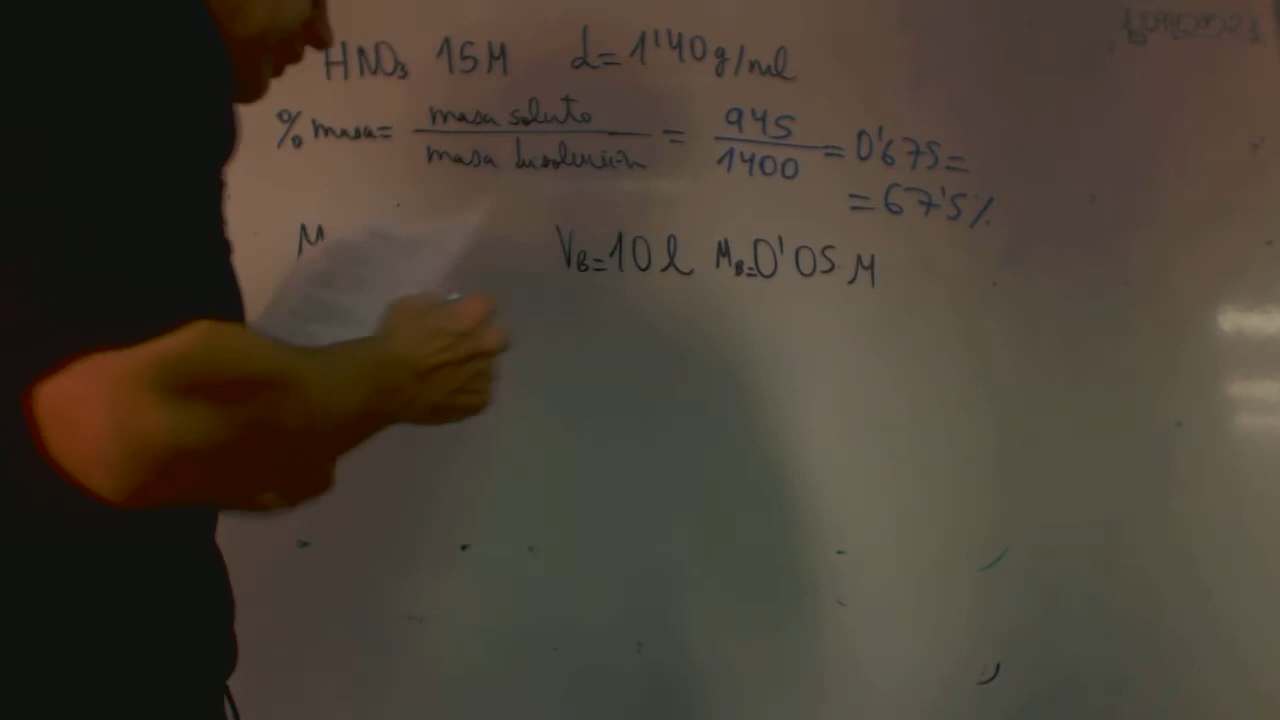 HNO₃ 15M d=1'40g/ml
% masa= masa soluto / masa disolución = 945 / 1400 = 0'675=
= 67'5%
M V_B=10 l M_B=0'05 M